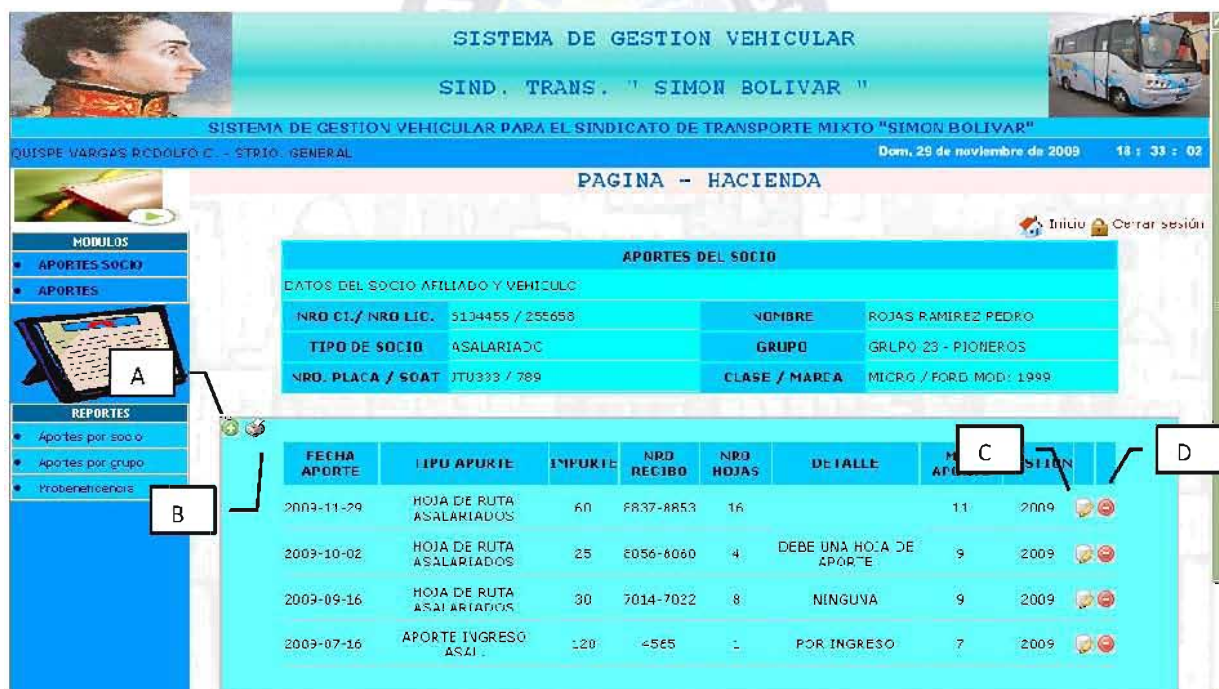 SISTEMA DE GESTION VEHICULAR
SIND. TRANS. " SIMON BOLIVAR "
SISTEMA DE GESTION VEHICULAR PARA EL SINDICATO DE TRANSPORTE MIXTO "SIMON BOLIVAR"
QUISPE VARGAS RODOLFO C. - STRIO. GENERAL Dom, 29 de noviembre de 2009 18 : 33 : 02
PAGINA - HACIENDA
Inicio Cerrar sesión
MODULOS
APORTES SOCIO
APORTES
APORTES DEL SOCIO
DATOS DEL SOCIO AFILIADO Y VEHICULO
NRO CI./ NRO LIC. / 255658 NOMBRE ROJAS RAMIREZ PEDRO
TIPO DE SOCIO ASALARIADO GRUPO GRUPO 23 - PIONEROS
NRO. PLACA / SOAT JTU333 / 789 CLASE / MARCA MICRO / FORD MOD: 1999
A
REPORTES
Aportes por socio
Aportes por grupo
Probeneficencia
B
C
D
FECHA APORTE TIPO APORTE IMPORTE NRO RECIBO NRO HOJAS DETALLE
2009-11-29 HOJA DE RUTA ASALARIADOS 60 8837-8853 16 11 2009
2009-10-02 HOJA DE RUTA ASALARIADOS 25 8056-8060 4 DEBE UNA HOJA DE APORTE 9 2009
2009-09-16 HOJA DE RUTA ASALARIADOS 30 7014-7022 8 NINGUNA 9 2009
2009-07-16 APORTE INGRESO ASAL. 120 4565 1 POR INGRESO 7 2009